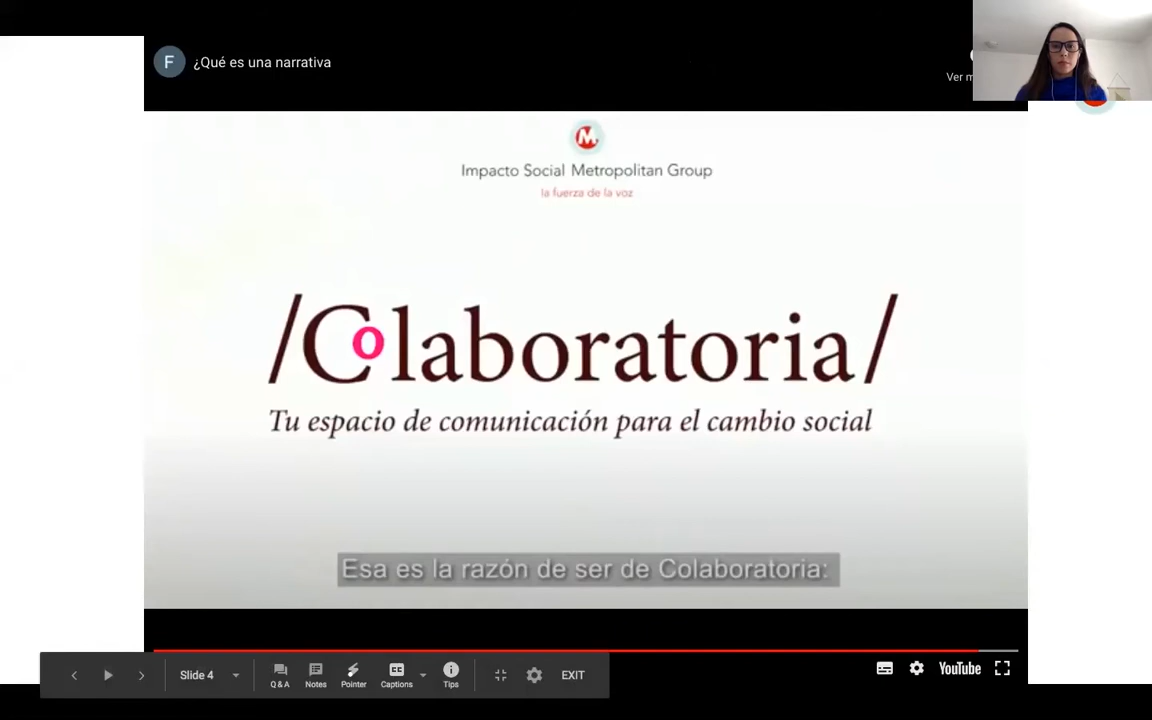 F
¿Qué es una narrativa
Ver m
M
Impacto Social Metropolitan Group
la fuerza de la voz
/Colaboratoria/
Tu espacio de comunicación para el cambio social
Esa es la razón de ser de Colaboratoria:
Slide 4
Q & A
Notes
Pointer
CC
Captions
Tips
EXIT
YouTube